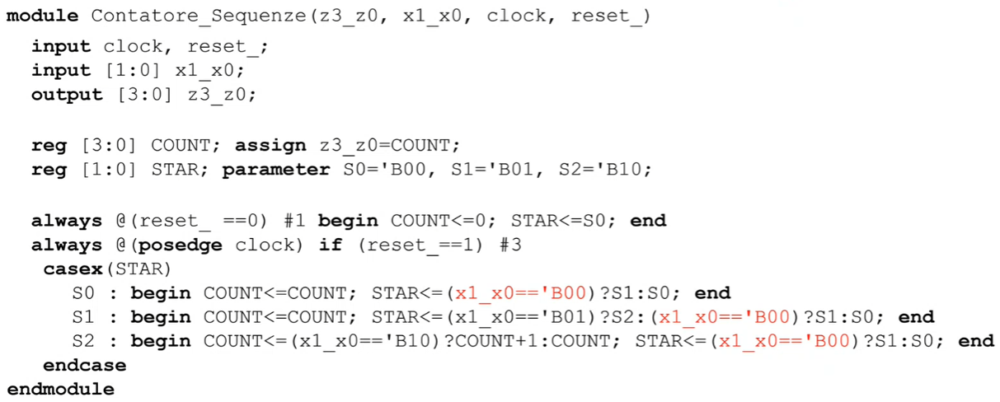 module Contatore_Sequenze(z3_z0, x1_x0, clock, reset_)
input clock, reset_;
input [1:0] x1_x0;
output [3:0] z3_z0;
reg [3:0] COUNT; assign z3_z0=COUNT;
reg [1:0] STAR; parameter S0='B00, S1='B01, S2='B10;
always @(reset_ ==0) #1 begin COUNT<=0; STAR<=S0; end
always @(posedge clock) if (reset_==1) #3
casex(STAR)
S0 : begin COUNT<=COUNT; STAR<=(x1_x0=='B00)?S1:S0; end
S1 : begin COUNT<=COUNT; STAR<=(x1_x0=='B01)?S2:(x1_x0=='B00)?S1:S0; end
S2 : begin COUNT<=(x1_x0=='B10)?COUNT+1:COUNT; STAR<=(x1_x0=='B00)?S1:S0; end
endcase
endmodule